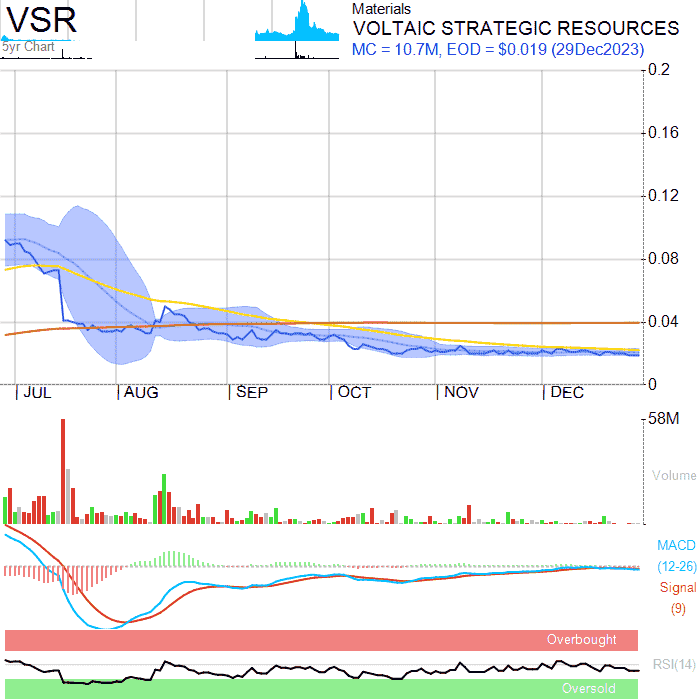 VSR
5yr Chart
Materials
VOLTAIC STRATEGIC RESOURCES
MC = 10.7M, EOD = $0.019 (29Dec2023)
0.2
0.16
0.12
0.08
0.04
0
JUL AUG SEP OCT NOV DEC
58M
Volume
MACD
(12-26)
Signal
(9)
Overbought
RSI(14)
Oversold